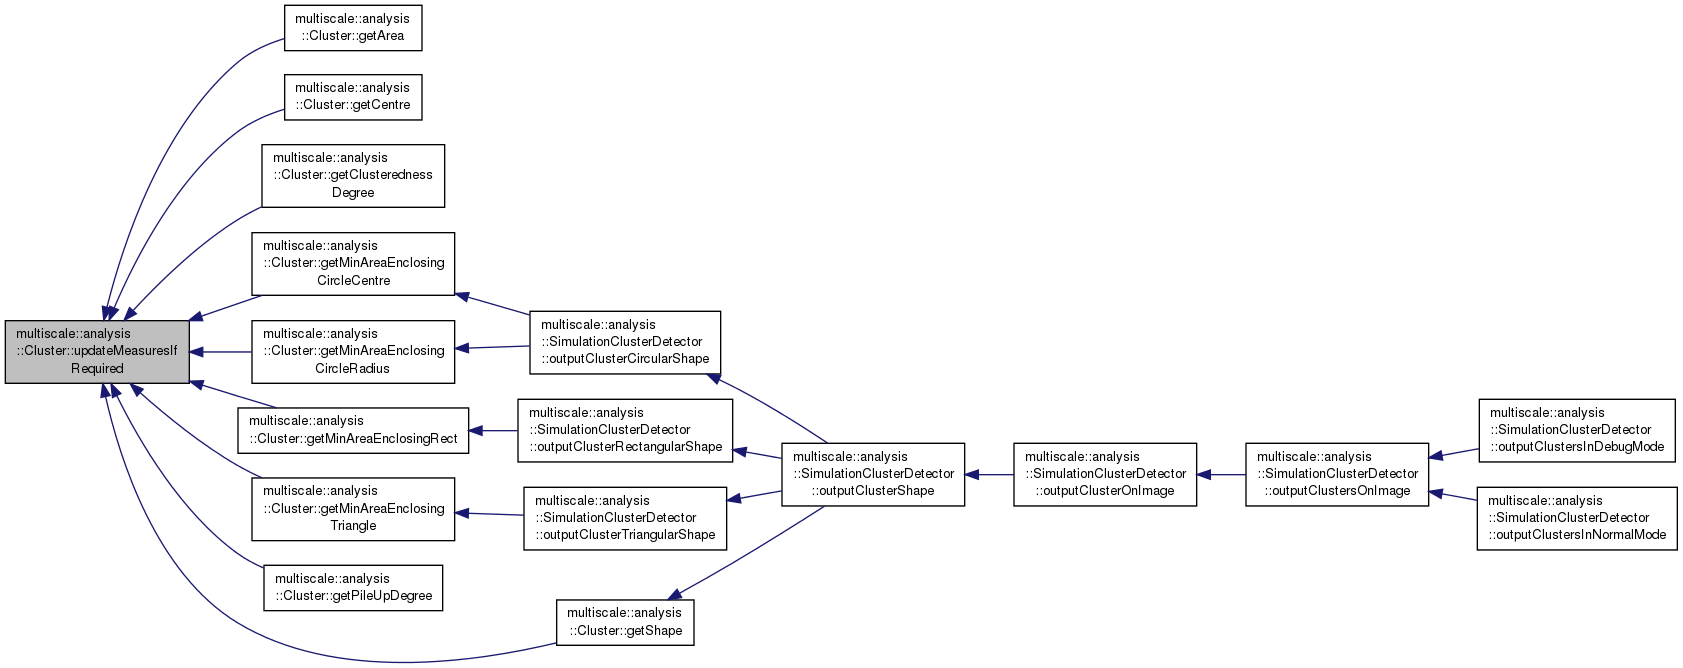 multiscale::analysis
::Cluster::getArea
multiscale::analysis
::Cluster::getCentre
multiscale::analysis
::Cluster::getClusteredness
Degree
multiscale::analysis
::Cluster::getMinAreaEnclosing
CircleCentre
multiscale::analysis
::Cluster::updateMeasuresIf
Required
multiscale::analysis
::Cluster::getMinAreaEnclosing
CircleRadius
multiscale::analysis
::Cluster::getMinAreaEnclosingRect
multiscale::analysis
::Cluster::getMinAreaEnclosing
Triangle
multiscale::analysis
::Cluster::getPileUpDegree
multiscale::analysis
::SimulationClusterDetector
::outputClusterCircularShape
multiscale::analysis
::SimulationClusterDetector
::outputClusterRectangularShape
multiscale::analysis
::SimulationClusterDetector
::outputClusterTriangularShape
multiscale::analysis
::Cluster::getShape
multiscale::analysis
::SimulationClusterDetector
::outputClusterShape
multiscale::analysis
::SimulationClusterDetector
::outputClusterOnImage
multiscale::analysis
::SimulationClusterDetector
::outputClustersOnImage
multiscale::analysis
::SimulationClusterDetector
::outputClustersInDebugMode
multiscale::analysis
::SimulationClusterDetector
::outputClustersInNormalMode